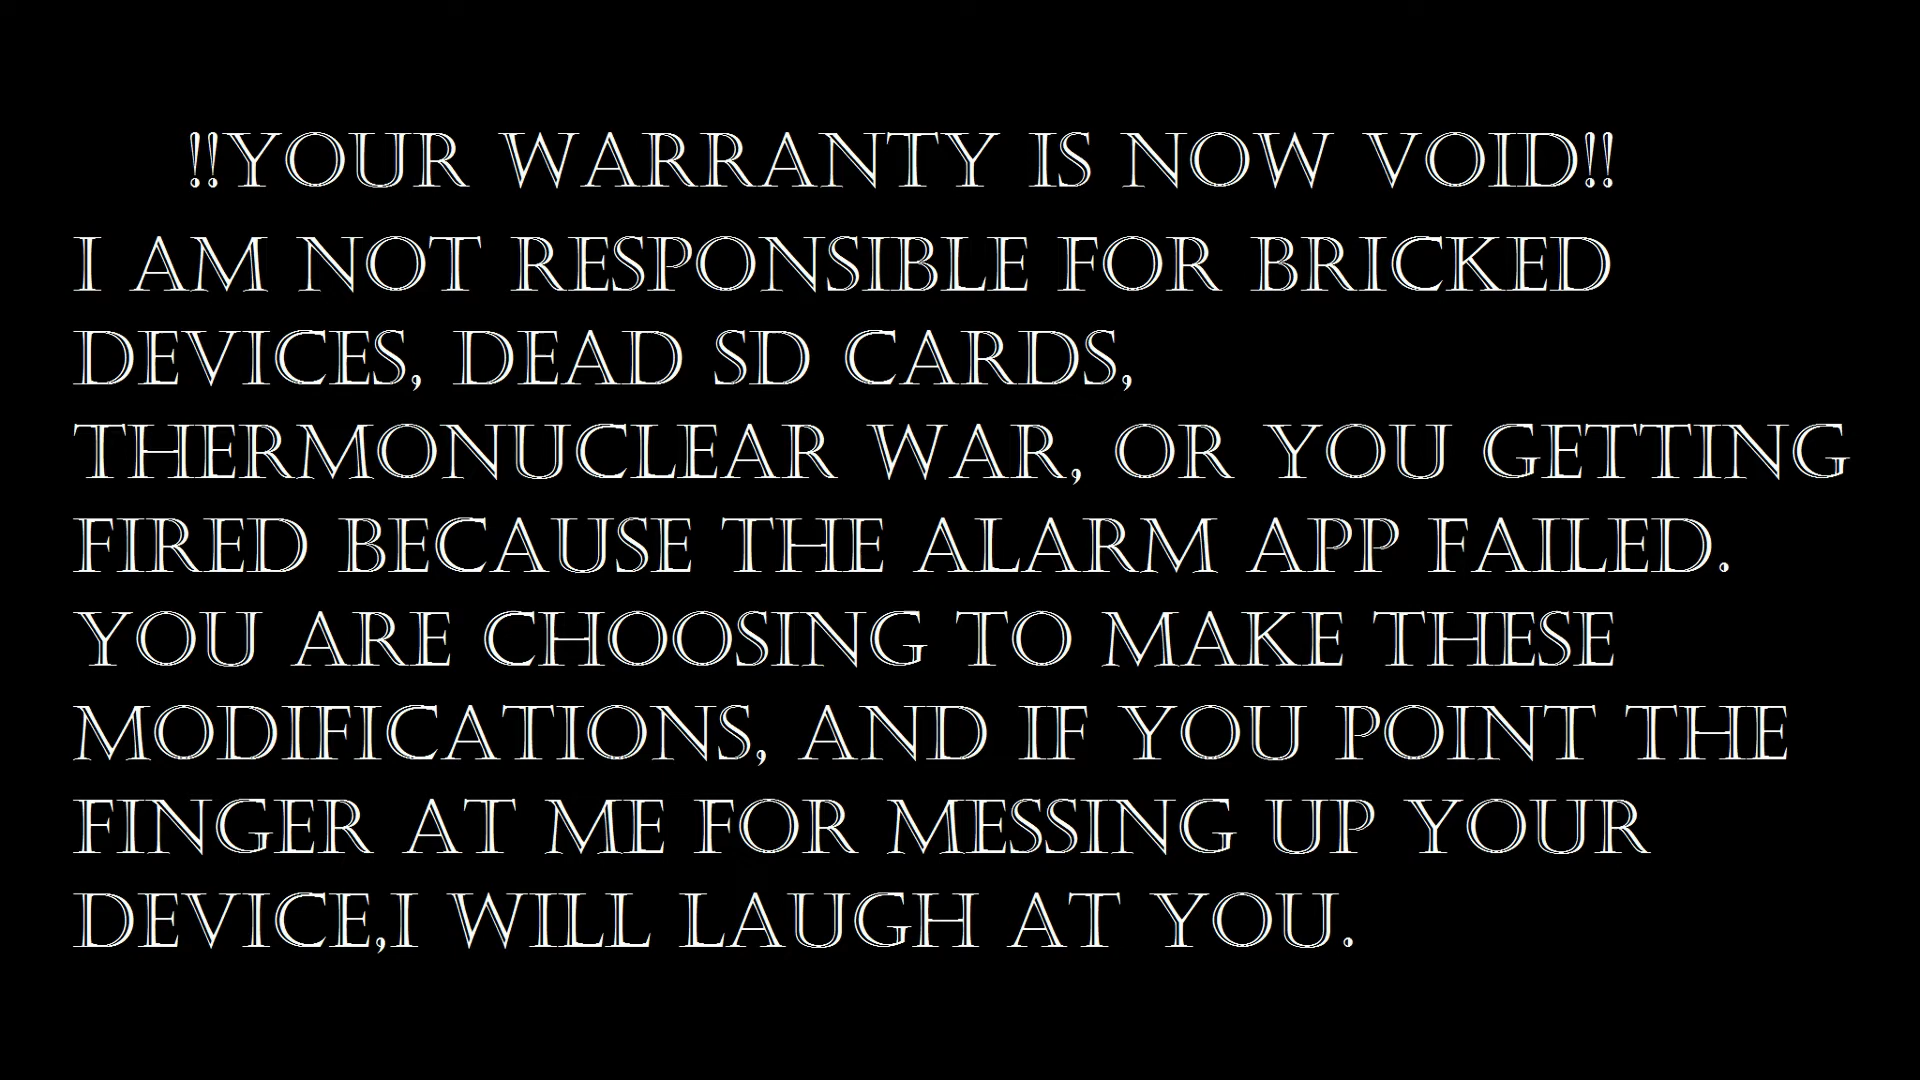 !!YOUR WARRANTY IS NOW VOID!!
I AM NOT RESPONSIBLE FOR BRICKED
DEVICES, DEAD SD CARDS,
THERMONUCLEAR WAR, OR YOU GETTING
FIRED BECAUSE THE ALARM APP FAILED.
YOU ARE CHOOSING TO MAKE THESE
MODIFICATIONS, AND IF YOU POINT THE
FINGER AT ME FOR MESSING UP YOUR
DEVICE,I WILL LAUGH AT YOU.